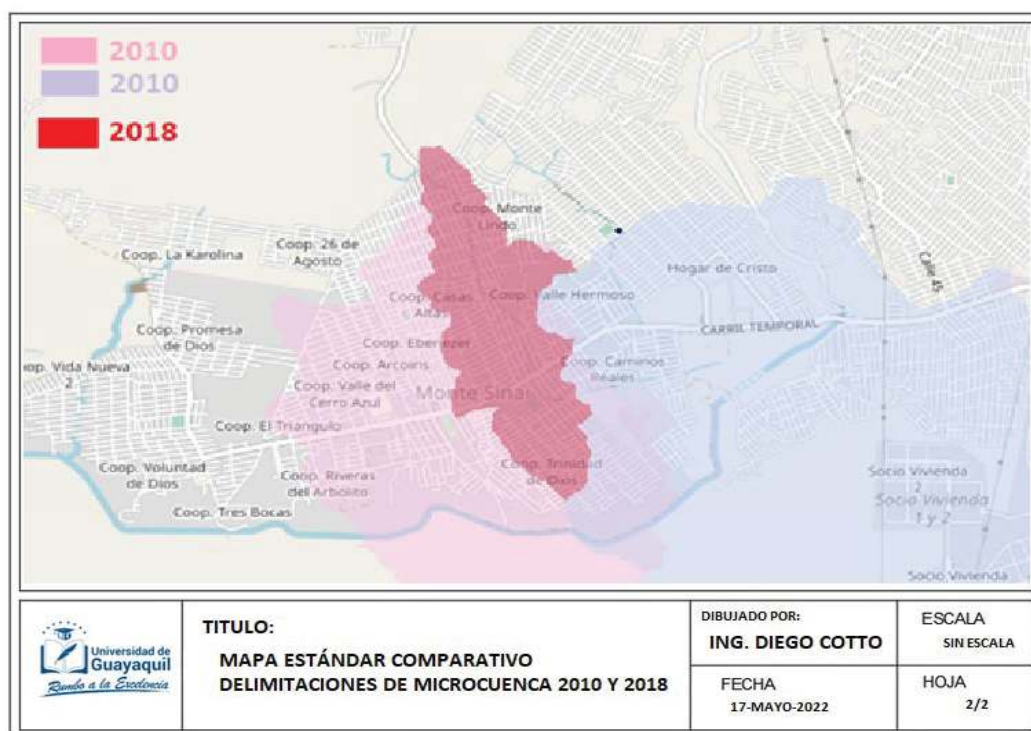 2010
2010
2018
Coop. Monte
Lindo
Coop. 26 de
Agosto
Coop. La Karolina
Hogar de Cristo
Calle 45
Coop. Casas
Altas
Coop. Valle Hermoso
Coop. Promesa
de Dios
CARRIL TEMPORAL
Coop. Ebenezer
Coop. Arcoiris
Coop. Caminos
Reales
oop. Vida Nueva
2
Coop. Valle del
Cerro Azul
Monte Sinai
Coop. El Triangulo
Coop. Voluntad
de Dios
Coop. Riveras
del Arbolito
Coop. Trinidad
de Dios
Coop. Tres Bocas
Socio Vivienda
2
Socio Vivienda
1 y 2
Socio Vivienda
Universidad de
Guayaquil
Rumbo a la Excelencia
TITULO:
MAPA ESTÁNDAR COMPARATIVO
DELIMITACIONES DE MICROCUENCA 2010 Y 2018
DIBUJADO POR:
ING. DIEGO COTTO
ESCALA
SIN ESCALA
FECHA
17-MAYO-2022
HOJA
2/2